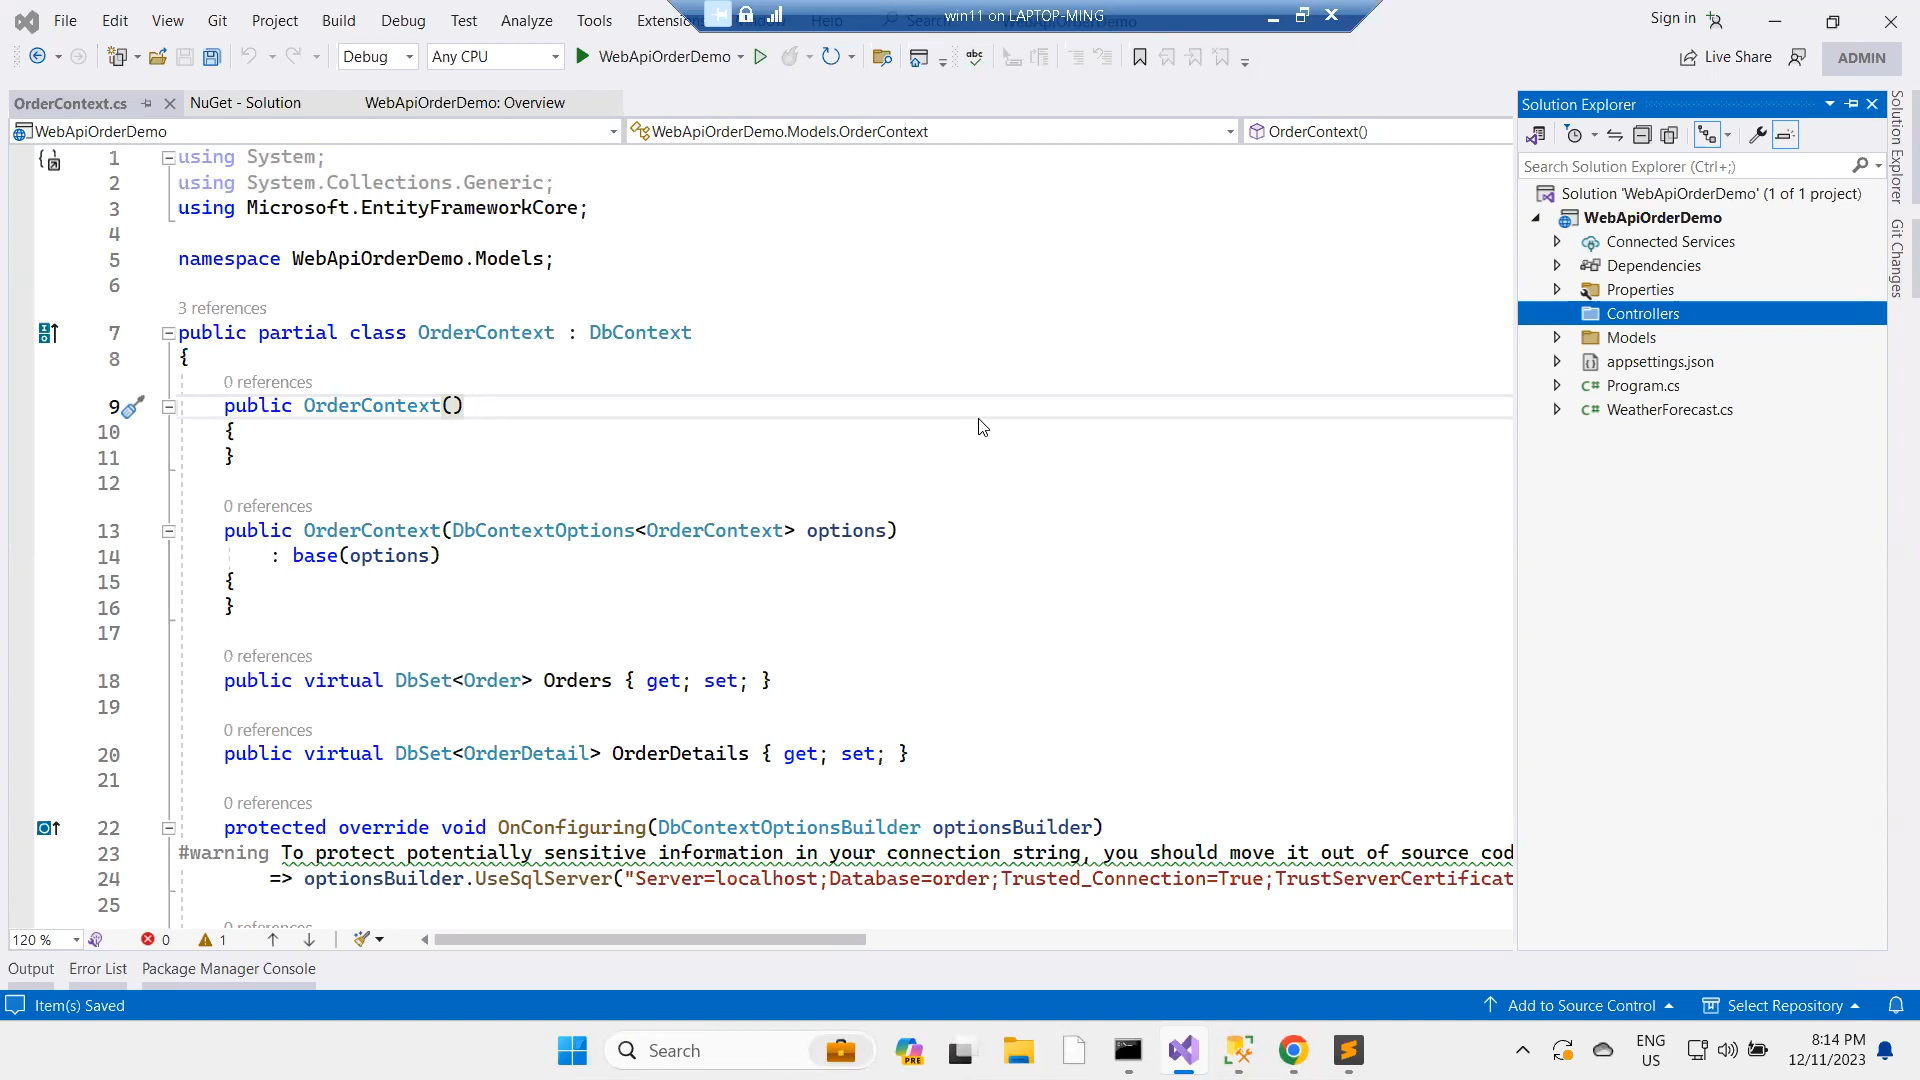 File Edit View Git Project Build Debug Test Analyze Tools Extensions Help
win11 on LAPTOP-MING
Sign in
Debug Any CPU WebApiOrderDemo Live Share ADMIN
OrderContext.cs NuGet - Solution WebApiOrderDemo: Overview
WebApiOrderDemo WebApiOrderDemo.Models.OrderContext OrderContext()
1 using System;
2 using System.Collections.Generic;
3 using Microsoft.EntityFrameworkCore;
4
5 namespace WebApiOrderDemo.Models;
6
3 references
7 public partial class OrderContext : DbContext
8 {
0 references
9 public OrderContext()
10 {
11 }
12
0 references
13 public OrderContext(DbContextOptions<OrderContext> options)
14 : base(options)
15 {
16 }
17
0 references
18 public virtual DbSet<Order> Orders { get; set; }
19
0 references
20 public virtual DbSet<OrderDetail> OrderDetails { get; set; }
21
0 references
22 protected override void OnConfiguring(DbContextOptionsBuilder optionsBuilder)
23 #warning To protect potentially sensitive information in your connection string, you should move it out of source cod
24 => optionsBuilder.UseSqlServer("Server=localhost;Database=order;Trusted_Connection=True;TrustServerCertificat
25
0 references
120 % 0 1
Output Error List Package Manager Console
Solution Explorer
Search Solution Explorer (Ctrl+;)
Solution 'WebApiOrderDemo' (1 of 1 project)
WebApiOrderDemo
Connected Services
Dependencies
Properties
Controllers
Models
appsettings.json
C# Program.cs
C# WeatherForecast.cs
Solution Explorer
Git Changes
Item(s) Saved Add to Source Control Select Repository
Search
PRE
ENG
US
8:14 PM
12/11/2023